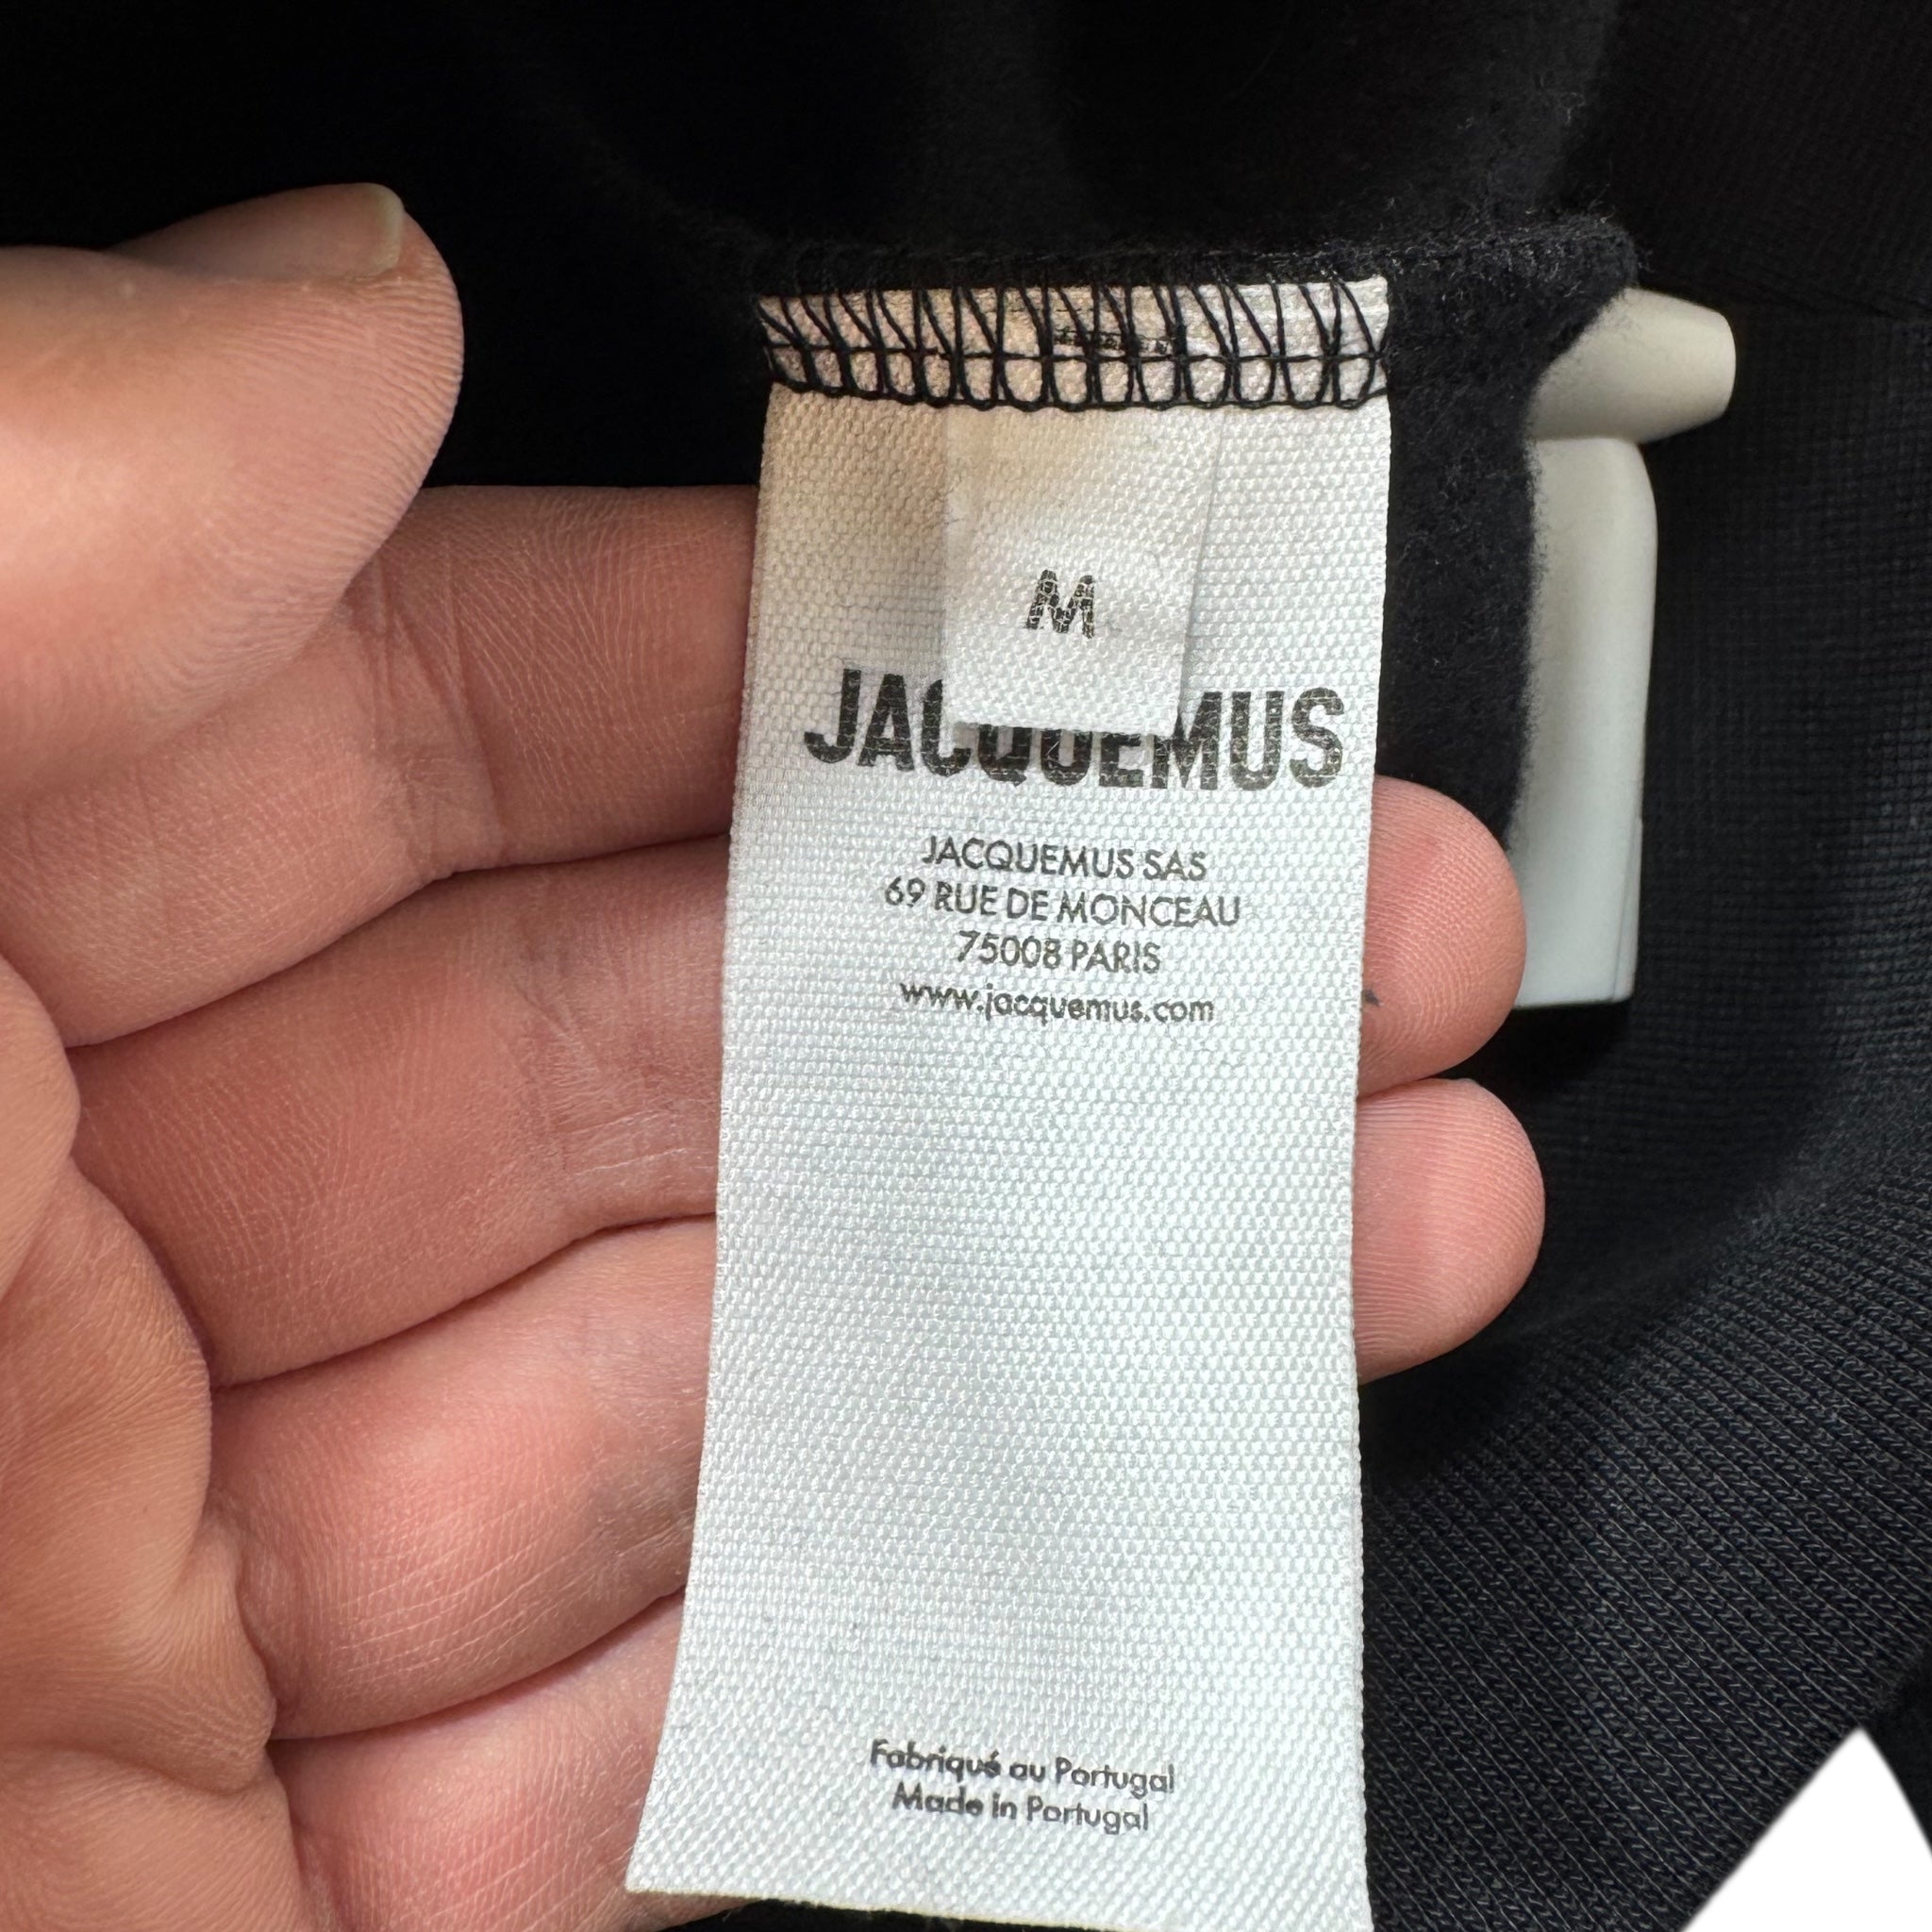 M
JACQUEMUS
JACQUEMUS SAS
69 RUE DE MONCEAU
75008 PARIS
www.jacquemus.com
Fabriqué au Portugal
Made in Portugal